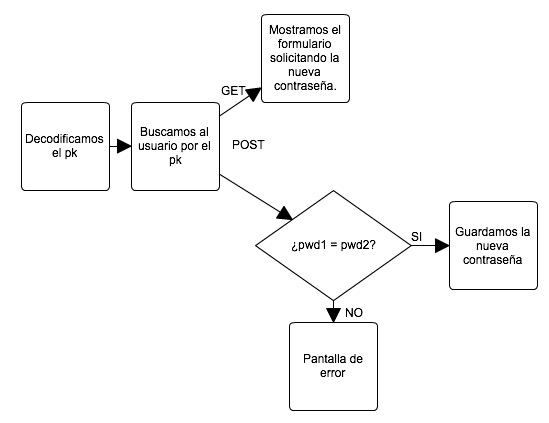 Mostramos el
formulario
solicitando la
nueva
contraseña.
GET
Decodificamos
el pk
Buscamos al
usuario por el
pk
POST
¿pwd1 = pwd2?
SI
Guardamos la
nueva
contraseña
NO
Pantalla de
error